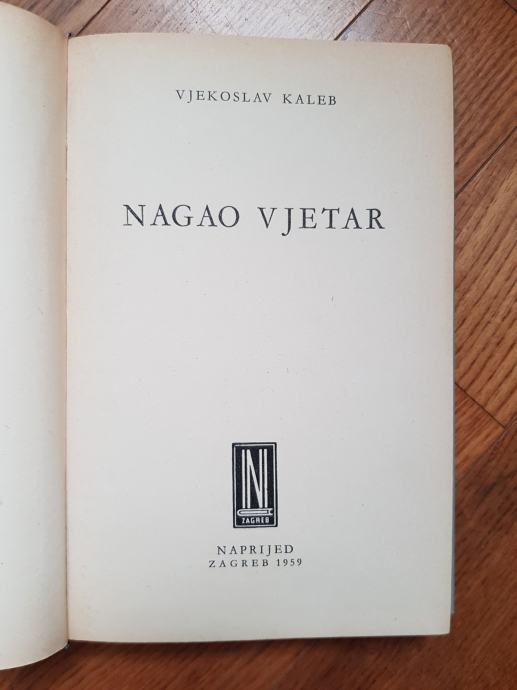 VJEKOSLAV KALEB
NAGAO VJETAR
N
ZAGREB
NAPRIJED
ZAGREB 1959